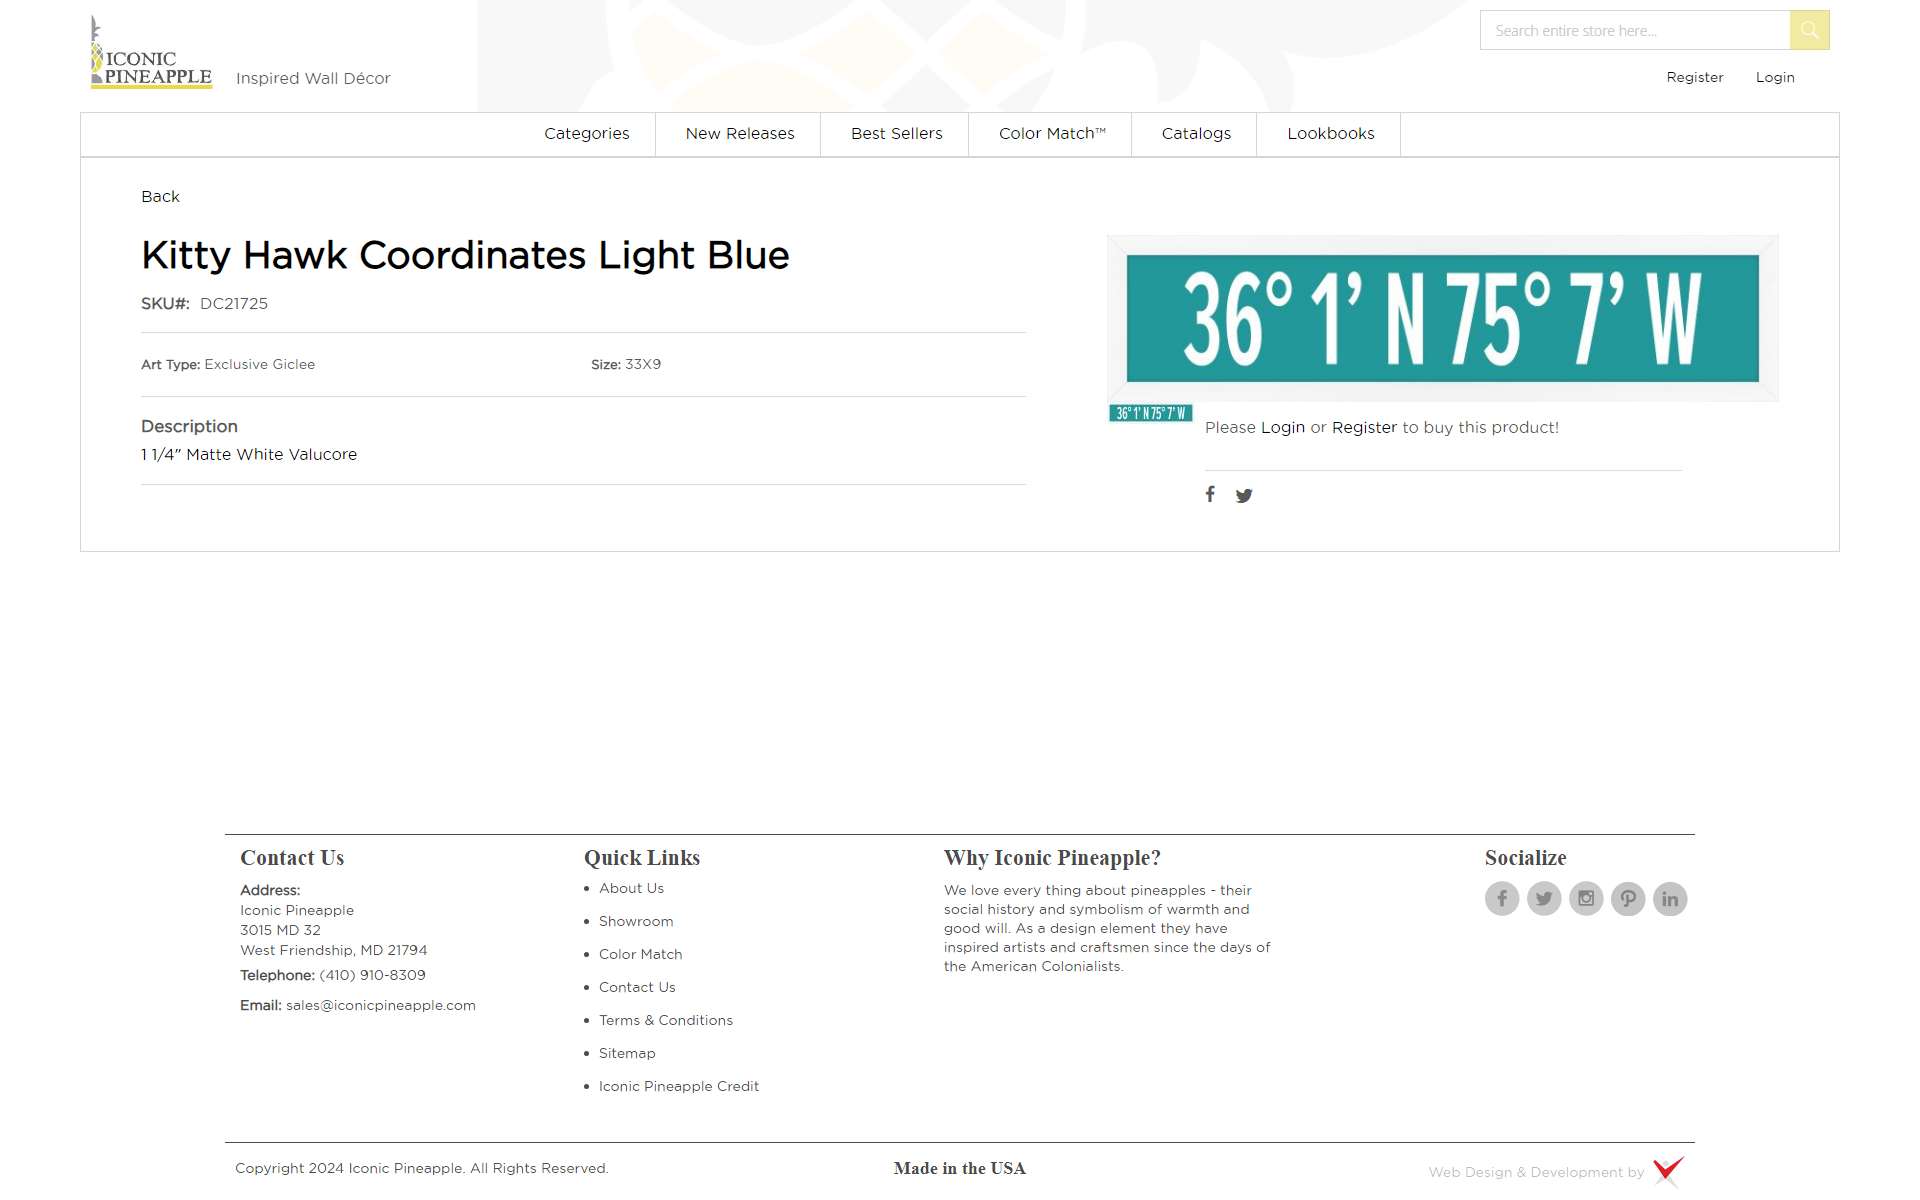 ICONIC
PINEAPPLE
Inspired Wall Décor
Search entire store here...
Register
Login
Categories
New Releases
Best Sellers
Color Match™
Catalogs
Lookbooks
Back
Kitty Hawk Coordinates Light Blue
SKU#: DC21725
Art Type: Exclusive Giclee
Size: 33X9
Description
1 1/4" Matte White Valucore
36° 1’ N 75° 7’ W
36° 1’ N 75° 7’ W
Please Login or Register to buy this product!
Contact Us
Address:
Iconic Pineapple
3015 MD 32
West Friendship, MD 21794
Telephone: (410) 910-8309
Email: sales@iconicpineapple.com
Quick Links
About Us
Showroom
Color Match
Contact Us
Terms & Conditions
Sitemap
Iconic Pineapple Credit
Why Iconic Pineapple?
We love every thing about pineapples - their
social history and symbolism of warmth and
good will. As a design element they have
inspired artists and craftsmen since the days of
the American Colonialists.
Socialize
Copyright 2024 Iconic Pineapple. All Rights Reserved.
Made in the USA
Web Design & Development by